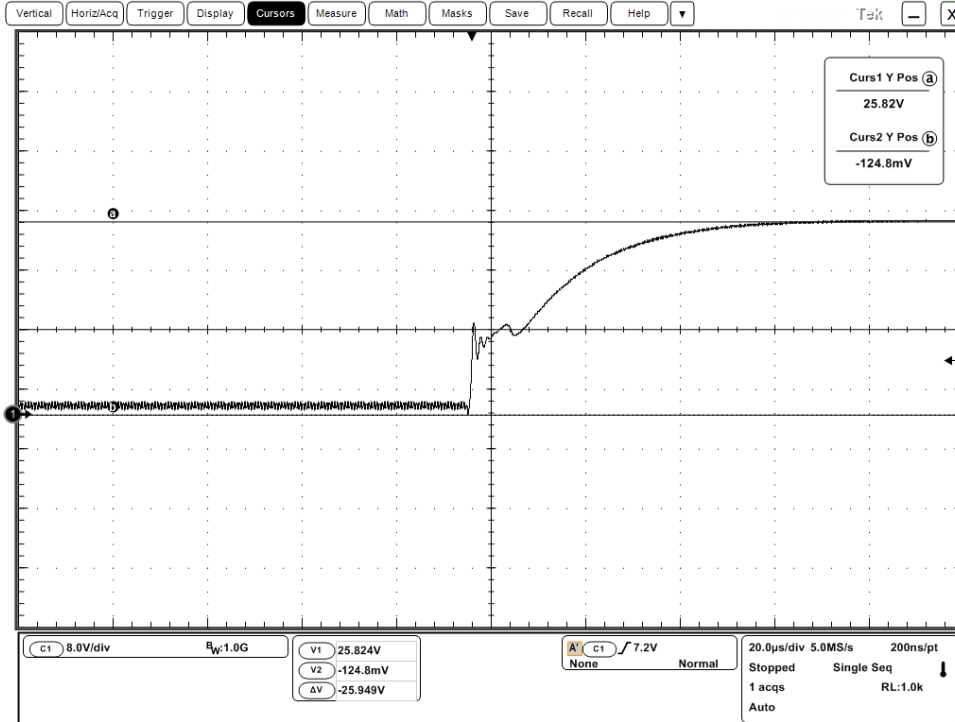 Vertical Horiz/Acq Trigger Display Cursors Measure Math Masks Save Recall Help ▼ Tek — X
Curs1 Y Pos a
25.82V
Curs2 Y Pos b
-124.8mV
a
b
1
C1 8.0V/div BW:1.0G
V1 25.824V
V2 -124.8mV
ΔV -25.949V
A' C1 7.2V
None Normal
20.0µs/div 5.0MS/s 200ns/pt
Stopped Single Seq
1 acqs RL:1.0k
Auto